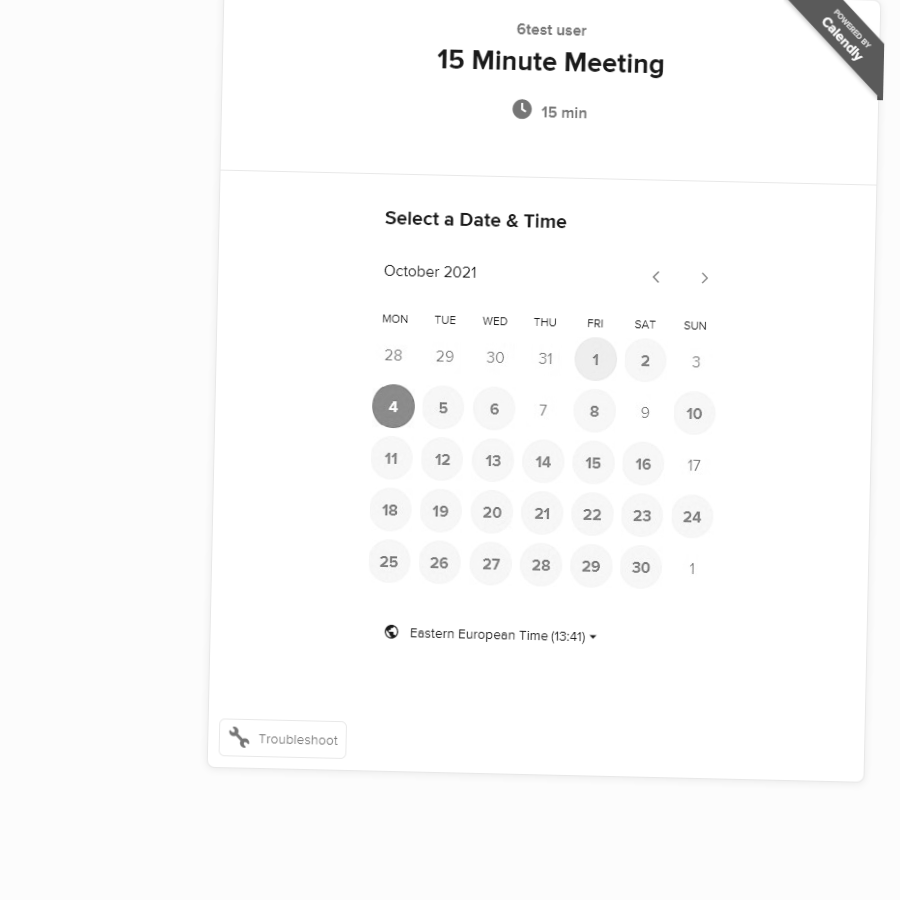 POWERED BY
Calendly
6test user
15 Minute Meeting
15 min
Select a Date & Time
October 2021
MON TUE WED THU FRI SAT SUN
28 29 30 31 1 2 3
4 5 6 7 8 9 10
11 12 13 14 15 16 17
18 19 20 21 22 23 24
25 26 27 28 29 30 1
Eastern European Time (13:41)
Troubleshoot